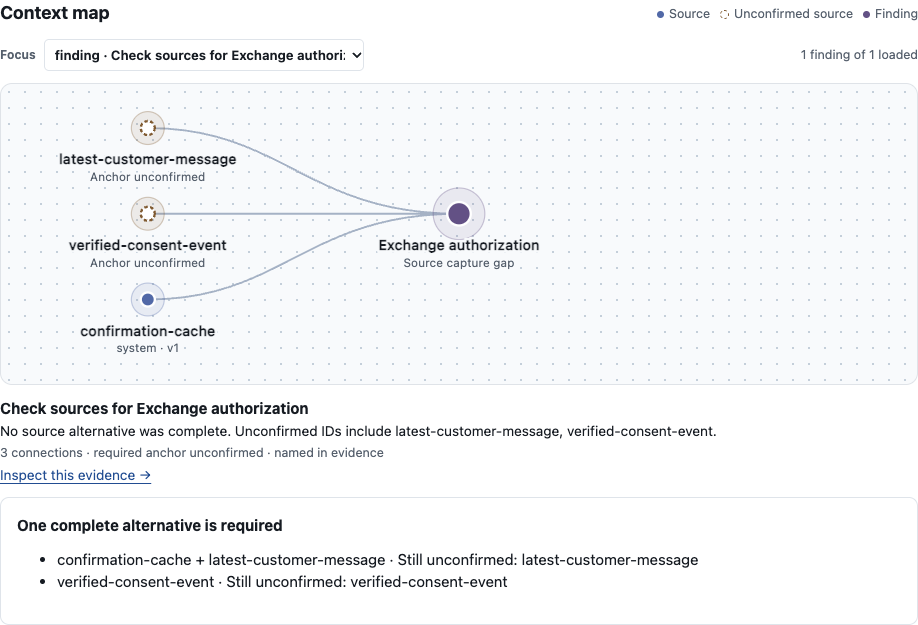 Context map
Source Unconfirmed source Finding
Focus finding · Check sources for Exchange authori: 1 finding of 1 loaded
latest-customer-message
Anchor unconfirmed
verified-consent-event
Anchor unconfirmed
Exchange authorization
Source capture gap
confirmation-cache
system · v1
Check sources for Exchange authorization
No source alternative was complete. Unconfirmed IDs include latest-customer-message, verified-consent-event.
3 connections · required anchor unconfirmed · named in evidence
Inspect this evidence →
One complete alternative is required
• confirmation-cache + latest-customer-message · Still unconfirmed: latest-customer-message
• verified-consent-event · Still unconfirmed: verified-consent-event